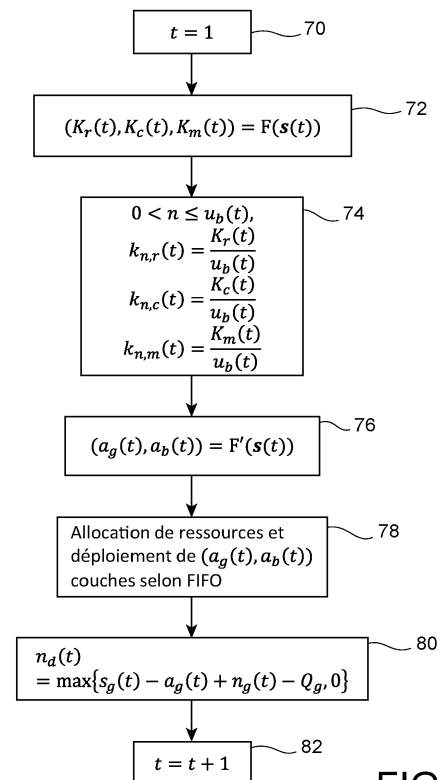 t = 1
70
(K_r(t), K_c(t), K_m(t)) = F(s(t))
72
0 < n ≤ u_b(t),
k_{n,r}(t) = K_r(t)/u_b(t)
k_{n,c}(t) = K_c(t)/u_b(t)
k_{n,m}(t) = K_m(t)/u_b(t)
74
(a_g(t), a_b(t)) = F'(s(t))
76
Allocation de ressources et
déploiement de (a_g(t), a_b(t))
couches selon FIFO
78
n_d(t)
= max{s_g(t) − a_g(t) + n_g(t) − Q_g, 0}
80
t = t + 1
82
FIG